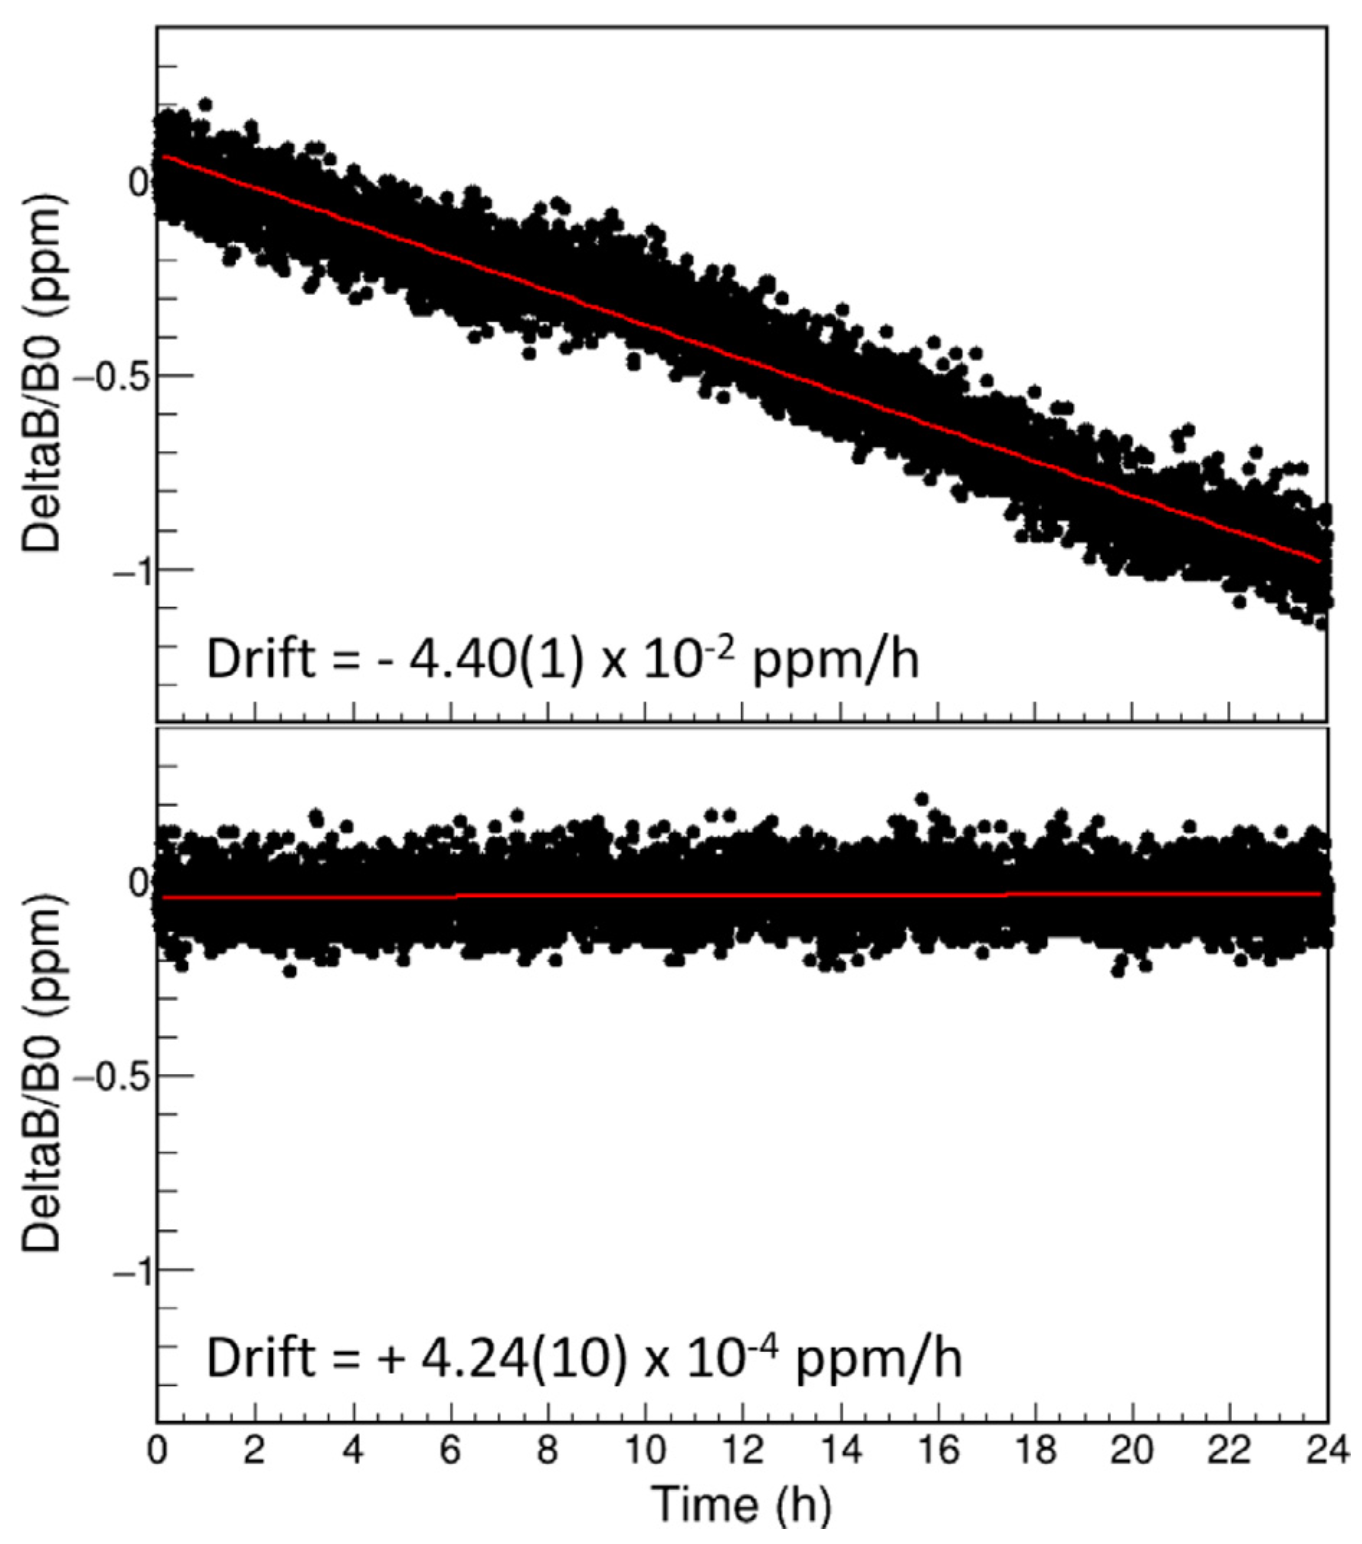 DeltaB/B0 (ppm)
0
−0.5
−1
Drift = - 4.40(1) x 10-2 ppm/h
DeltaB/B0 (ppm)
0
−0.5
−1
Drift = + 4.24(10) x 10-4 ppm/h
0 2 4 6 8 10 12 14 16 18 20 22 24
Time (h)